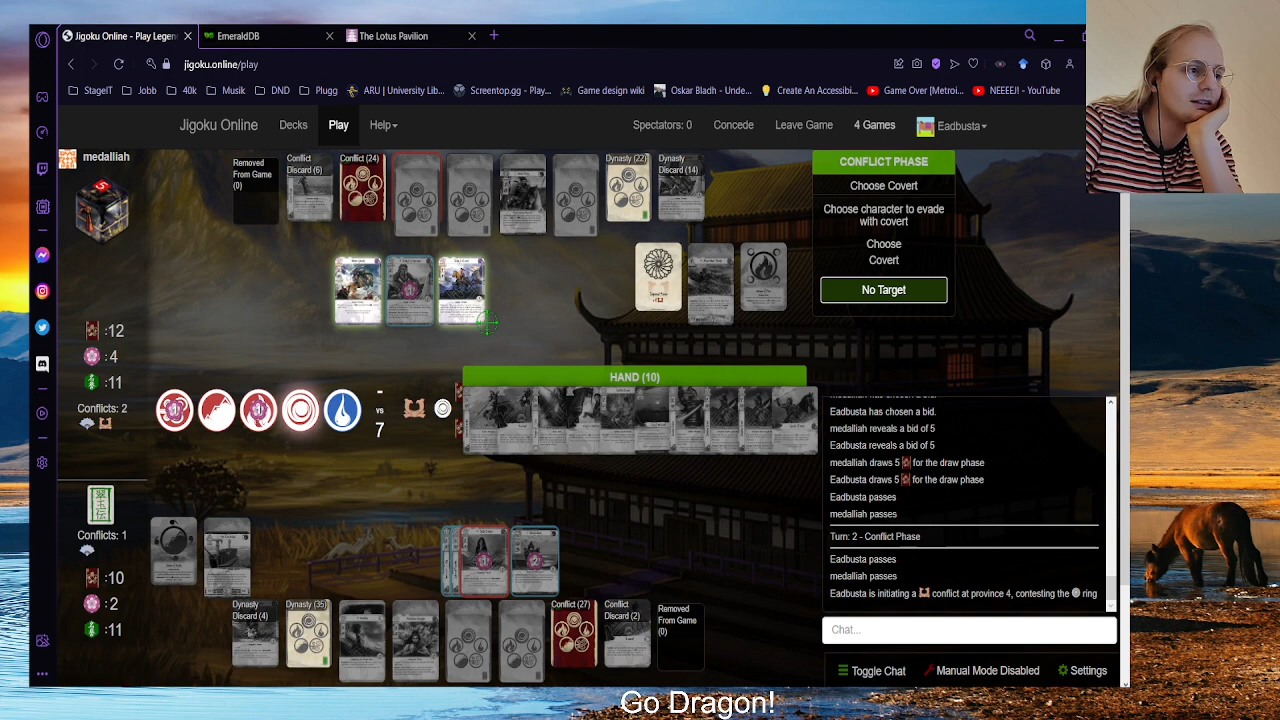 Jigoku Online - Play Legen
EmeraldDB
The Lotus Pavilion
jigoku.online/play
StageIT
Jobb
40k
Musik
DND
Plugg
ARU | University Lib...
Screentop.gg - Play...
Game design wiki
Oskar Bladh - Unde...
Create An Accessibi...
Game Over [Metroi...
NEEEJ! - YouTube
Jigoku Online
Decks
Play
Help
Spectators: 0
Concede
Leave Game
4 Games
Eadbusta
medalliah
Removed
From Game
(0)
Conflict
Discard (6)
Conflict (24)
Dynasty (22)
Dynasty
Discard (14)
CONFLICT PHASE
Choose Covert
Choose character to evade
with covert
Choose
Covert
No Target
:12
:4
:11
Conflicts: 2
-
vs
7
HAND (10)
Eadbusta has chosen a bid.
medalliah reveals a bid of 5
Eadbusta reveals a bid of 5
medalliah draws 5 for the draw phase
Eadbusta draws 5 for the draw phase
Eadbusta passes
medalliah passes
Turn: 2 - Conflict Phase
Eadbusta passes
medalliah passes
Eadbusta is initiating a conflict at province 4, contesting the ring
Conflicts: 1
:10
:2
:11
Dynasty
Discard (4)
Dynasty (35)
Conflict (27)
Conflict
Discard (2)
Removed
From Game
(0)
Chat...
Toggle Chat
Manual Mode Disabled
Settings
Go Dragon!